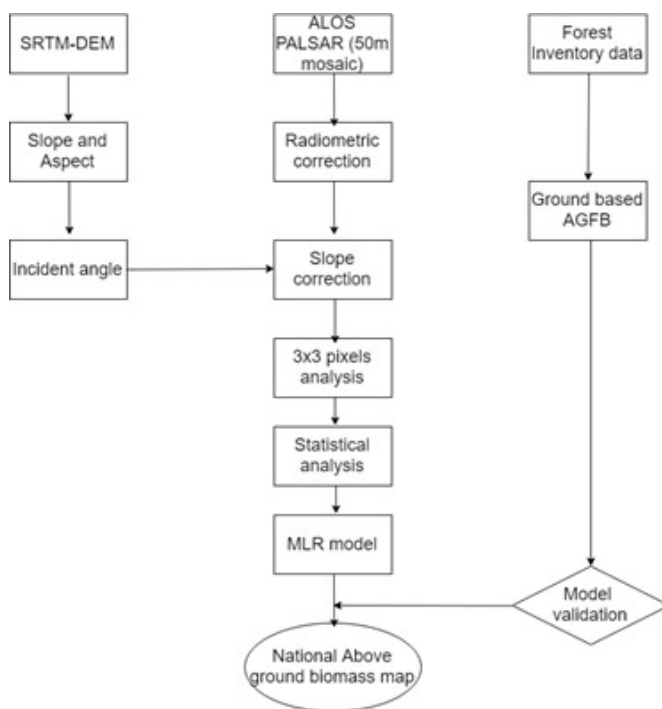 SRTM-DEM
ALOS
PALSAR (50m
mosaic)
Forest
Inventory data
Slope and
Aspect
Radiometric
correction
Ground based
AGFB
Incident angle
Slope
correction
3x3 pixels
analysis
Statistical
analysis
MLR model
Model
validation
National Above
ground biomass
map